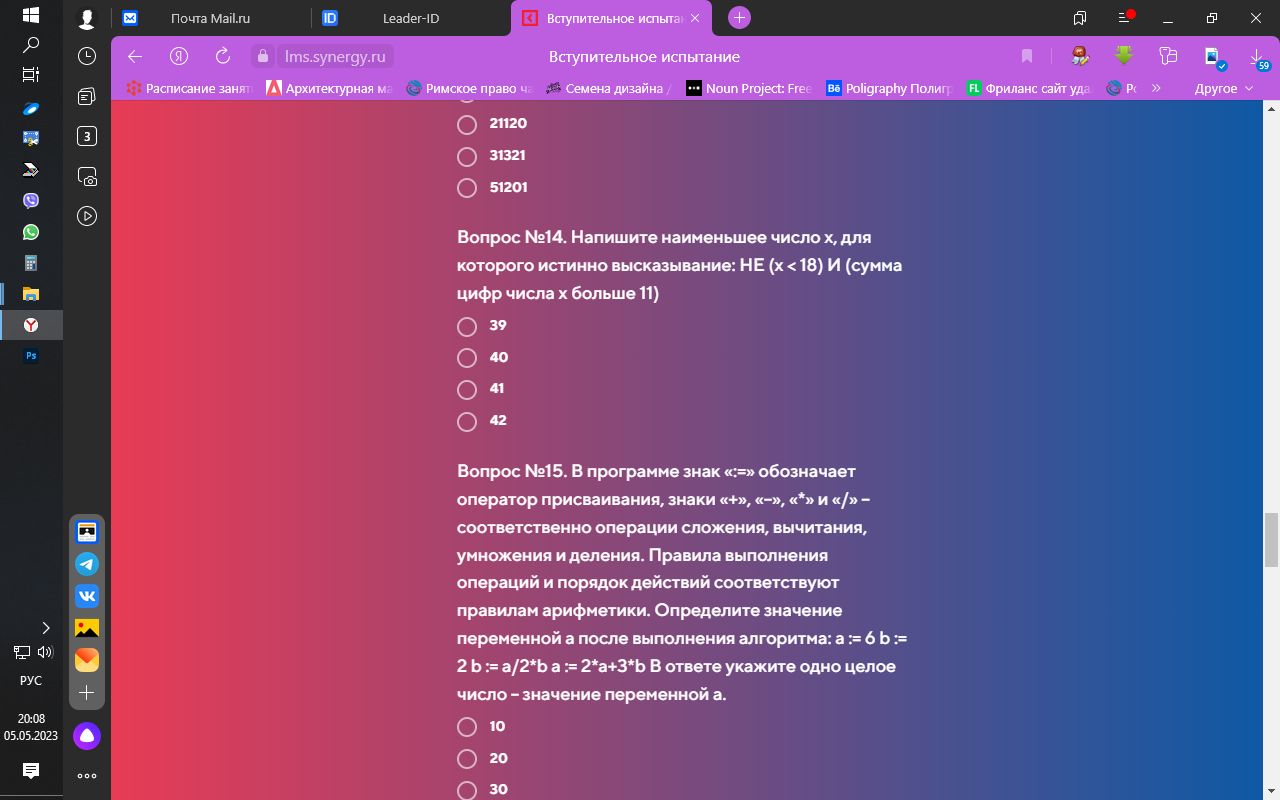 Почта Mail.ru
ID
Leader-ID
Вступительное испытан
lms.synergy.ru
Вступительное испытание
59
Расписание занят
Архитектурная ма
Римское право ча
Семена дизайна /
Noun Project: Free
Bē Poligraphy Полигр
FL Фриланс сайт уда
Другое
3
21120
31321
51201
Вопрос №14. Напишите наименьшее число x, для
которого истинно высказывание: НЕ (x < 18) И (сумма
цифр числа x больше 11)
39
40
41
42
Вопрос №15. В программе знак «:=» обозначает
оператор присваивания, знаки «+», «–», «*» и «/» –
соответственно операции сложения, вычитания,
умножения и деления. Правила выполнения
операций и порядок действий соответствуют
правилам арифметики. Определите значение
переменной a после выполнения алгоритма: a := 6 b :=
2 b := a/2*b a := 2*a+3*b В ответе укажите одно целое
число – значение переменной a.
10
20
30
Ps
РУС
20:08
05.05.2023